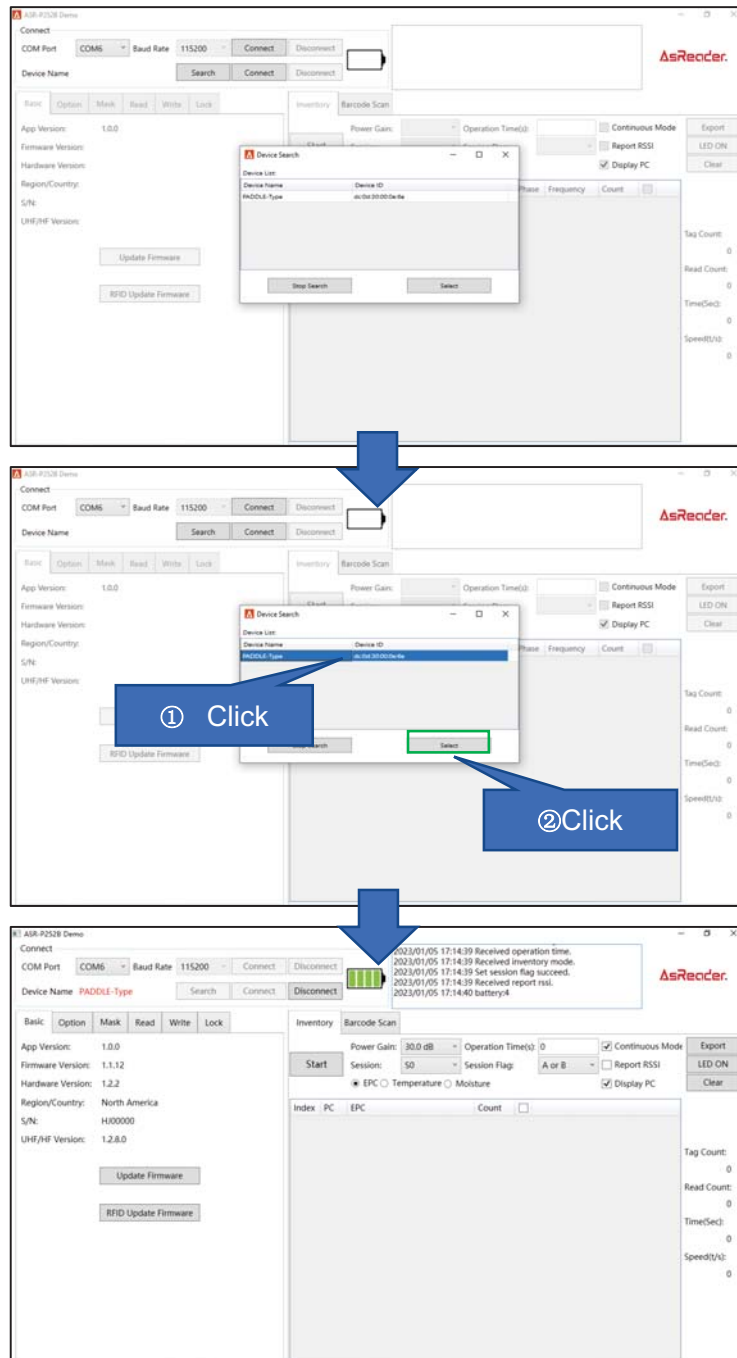 ASR-P252B Demo
Connect
COM Port COM6 Baud Rate 115200 Connect Disconnect
Device Name Search Connect Disconnect
AsReader.
Basic Option Mask Read Write Lock Inventory Barcode Scan
App Version: 1.0.0 Power Gain: Operation Time(s): Continuous Mode Export
Firmware Version: Start Report RSSI LED ON
Hardware Version: Display PC Clear
Region/Country:
S/N:
UHF/HF Version:
Device Search
Device List:
Device Name Device ID
PADDLE-Type
Phase Frequency Count
Update Firmware
RFID Update Firmware
Stop Search Select
Tag Count:
0
Read Count:
0
Time(Sec):
0
Speed(t/s):
0
ASR-P252B Demo
Connect
COM Port COM6 Baud Rate 115200 Connect Disconnect
Device Name Search Connect Disconnect
AsReader.
Basic Option Mask Read Write Lock Inventory Barcode Scan
App Version: 1.0.0 Power Gain: Operation Time(s): Continuous Mode Export
Firmware Version: Start Report RSSI LED ON
Hardware Version: Display PC Clear
Region/Country:
S/N:
UHF/HF Version:
Device Search
Device List:
Device Name Device ID
PADDLE-Type
Phase Frequency Count
① Click
RFID Update Firmware
Stop Search Select
②Click
Tag Count:
0
Read Count:
0
Time(Sec):
0
Speed(t/s):
0
ASR-P252B Demo
Connect
COM Port COM6 Baud Rate 115200 Connect Disconnect
Device Name PADDLE-Type Search Connect Disconnect
2023/01/05 17:14:39 Received operation time.
2023/01/05 17:14:39 Received inventory mode.
2023/01/05 17:14:39 Set session flag succeed.
2023/01/05 17:14:39 Received report rssi.
2023/01/05 17:14:40 battery:4
AsReader.
Basic Option Mask Read Write Lock Inventory Barcode Scan
App Version: 1.0.0 Power Gain: 30.0 dB Operation Time(s): 0 Continuous Mode Export
Firmware Version: 1.1.12 Start Session: S0 Session Flag: A or B Report RSSI LED ON
Hardware Version: 1.2.2 EPC Temperature Moisture Display PC Clear
Region/Country: North America
S/N: HJ00000
UHF/HF Version: 1.2.8.0
Index PC EPC Count
Update Firmware
RFID Update Firmware
Tag Count:
0
Read Count:
0
Time(Sec):
0
Speed(t/s):
0